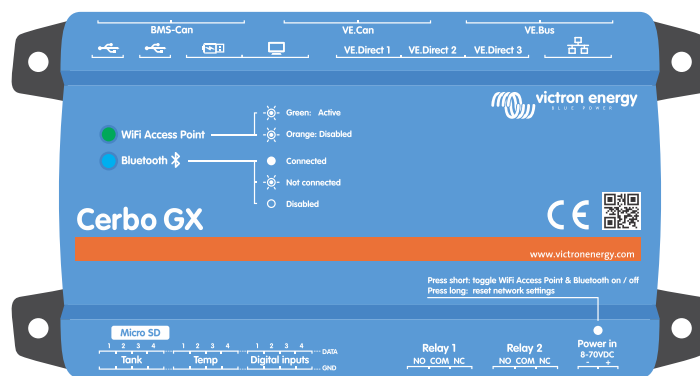 BMS-Can VE.Can VE.Bus
VE.Direct 1 VE.Direct 2 VE.Direct 3
victron energy
BLUE POWER
Green: Active
WiFi Access Point
Orange: Disabled
Bluetooth
Connected
Not connected
Disabled
Cerbo GX
CE
www.victronenergy.com
Press short: toggle WiFi Access Point & Bluetooth on / off
Press long: reset network settings
Micro SD
1 2 3 4 1 2 3 4 1 2 3 4 DATA
Tank Temp Digital inputs
GND
Relay 1 Relay 2 Power in
NO COM NC NO COM NC 8-70VDC
- +